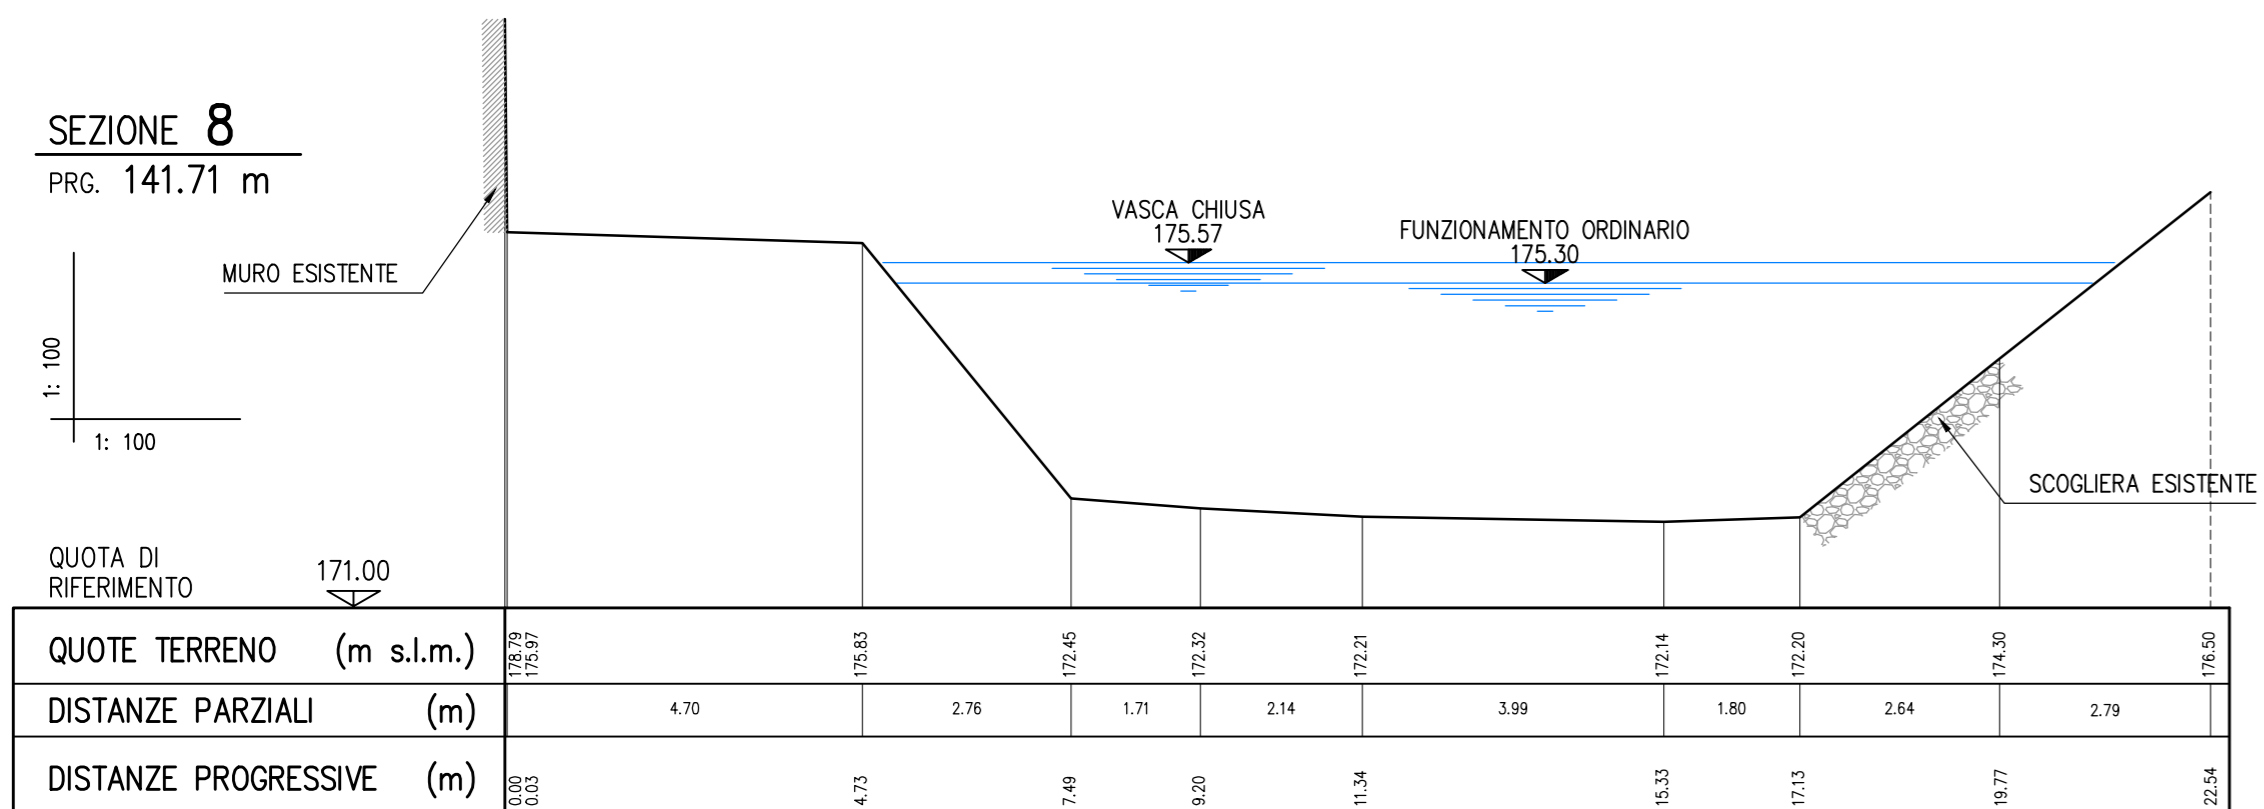 SEZIONE 8
PRG. 141.71 m
VASCA CHIUSA
175.57
FUNZIONAMENTO ORDINARIO
175.30
MURO ESISTENTE
1: 100
1: 100
SCOGLIERA ESISTENTE
QUOTA DI
RIFERIMENTO
171.00
QUOTE TERRENO (m s.l.m.) 178.79 175.97 175.83 172.45 172.32 172.21 172.14 172.20 174.30 176.50
DISTANZE PARZIALI (m) 4.70 2.76 1.71 2.14 3.99 1.80 2.64 2.79
DISTANZE PROGRESSIVE (m) 0.00 0.03 4.73 7.49 9.20 11.34 15.33 17.13 19.77 22.54